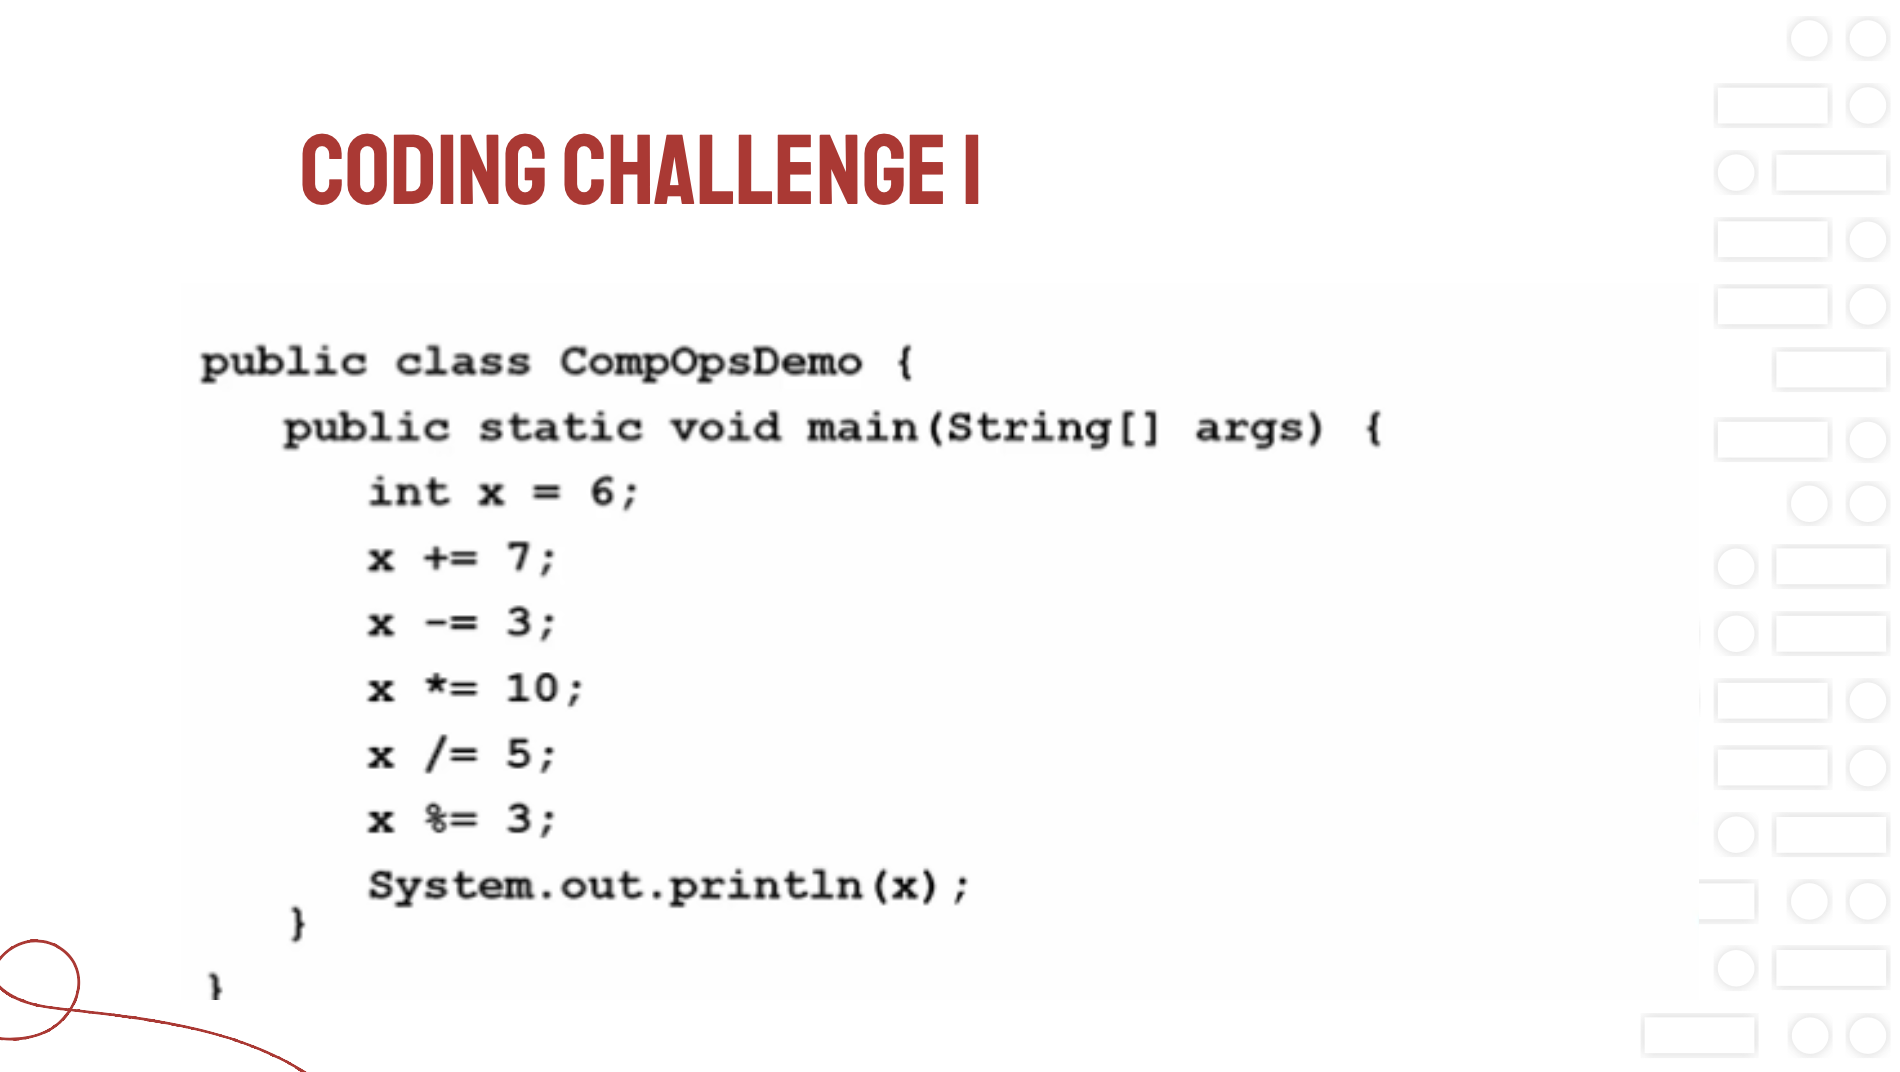 CODING CHALLENGE 1
public class CompOpsDemo {
public static void main(String[] args) {
int x = 6;
x += 7;
x -= 3;
x *= 10;
x /= 5;
x %= 3;
System.out.println(x);
}
}